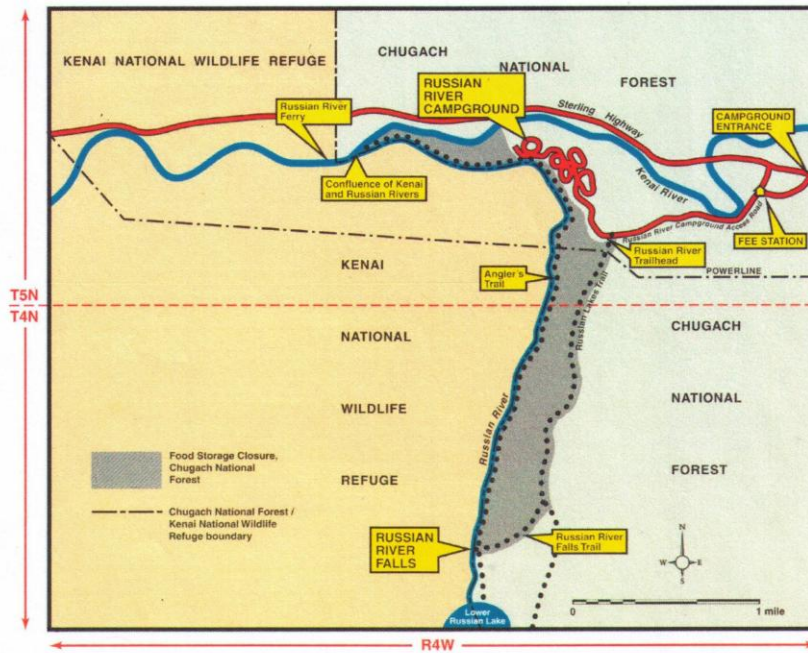 CHUGACH
KENAI NATIONAL WILDLIFE REFUGE
NATIONAL
FOREST
RUSSIAN
RIVER
CAMPGROUND
Sterling Highway
Russian River
Ferry
CAMPGROUND
ENTRANCE
Kenai River
Confluence of Kenai
and Russian Rivers
Russian River Campground Access Road
FEE STATION
Russian River
Trailhead
KENAI
POWERLINE
Angler's
Trail
Russian Lakes Trail
T5N
T4N
CHUGACH
NATIONAL
NATIONAL
WILDLIFE
Russian River
Food Storage Closure,
Chugach National
Forest
REFUGE
FOREST
Chugach National Forest /
Kenai National Wildlife
Refuge boundary
RUSSIAN
RIVER
FALLS
Russian River
Falls Trail
N
W
E
S
0
1 mile
Lower
Russian Lake
R4W